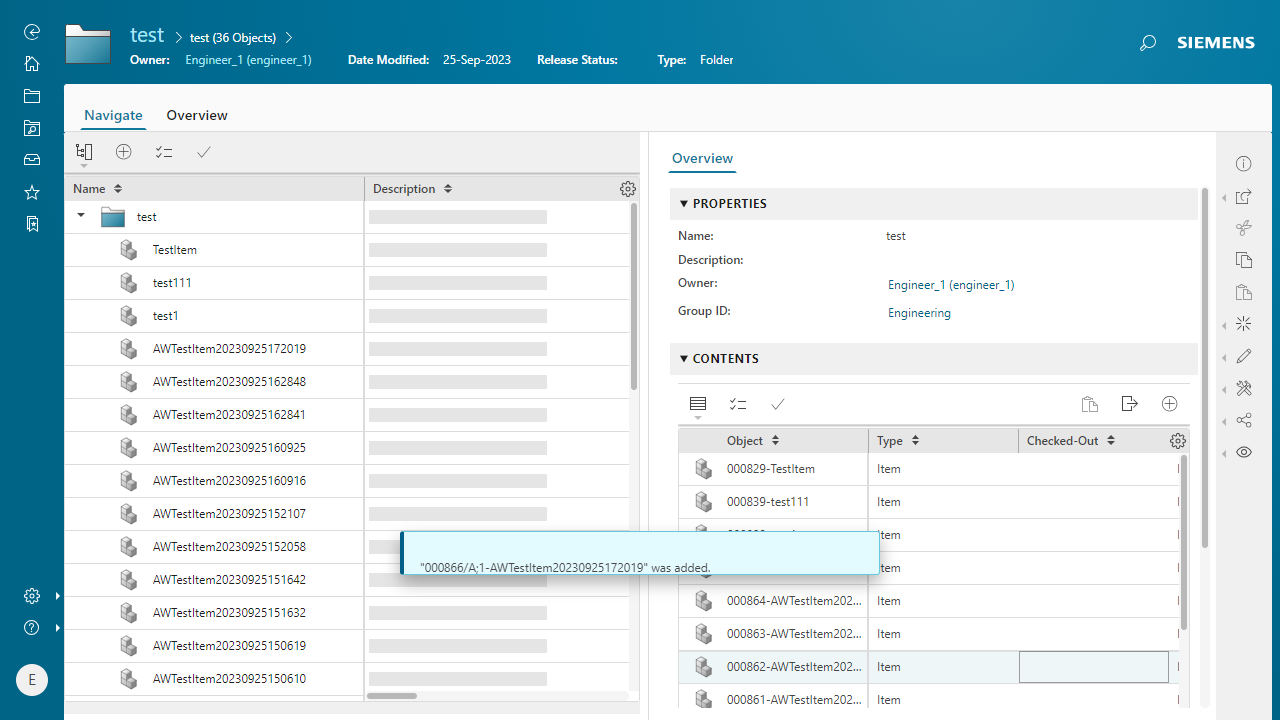 test
test (36 Objects)
Owner: Engineer_1 (engineer_1) Date Modified: 25-Sep-2023 Release Status: Type: Folder
SIEMENS
Navigate Overview
Name Description
test
TestItem
test111
test1
AWTestItem20230925172019
AWTestItem20230925162848
AWTestItem20230925162841
AWTestItem20230925160925
AWTestItem20230925160916
AWTestItem20230925152107
AWTestItem20230925152058
AWTestItem20230925151642
AWTestItem20230925151632
AWTestItem20230925150619
AWTestItem20230925150610
Overview
PROPERTIES
Name: test
Description:
Owner: Engineer_1 (engineer_1)
Group ID: Engineering
CONTENTS
Object Type Checked-Out
000829-TestItem Item
000839-test111 Item
Item
Item
000864-AWTestItem202... Item
000863-AWTestItem202... Item
000862-AWTestItem202... Item
000861-AWTestItem202... Item
"000866/A;1-AWTestItem20230925172019" was added.
E